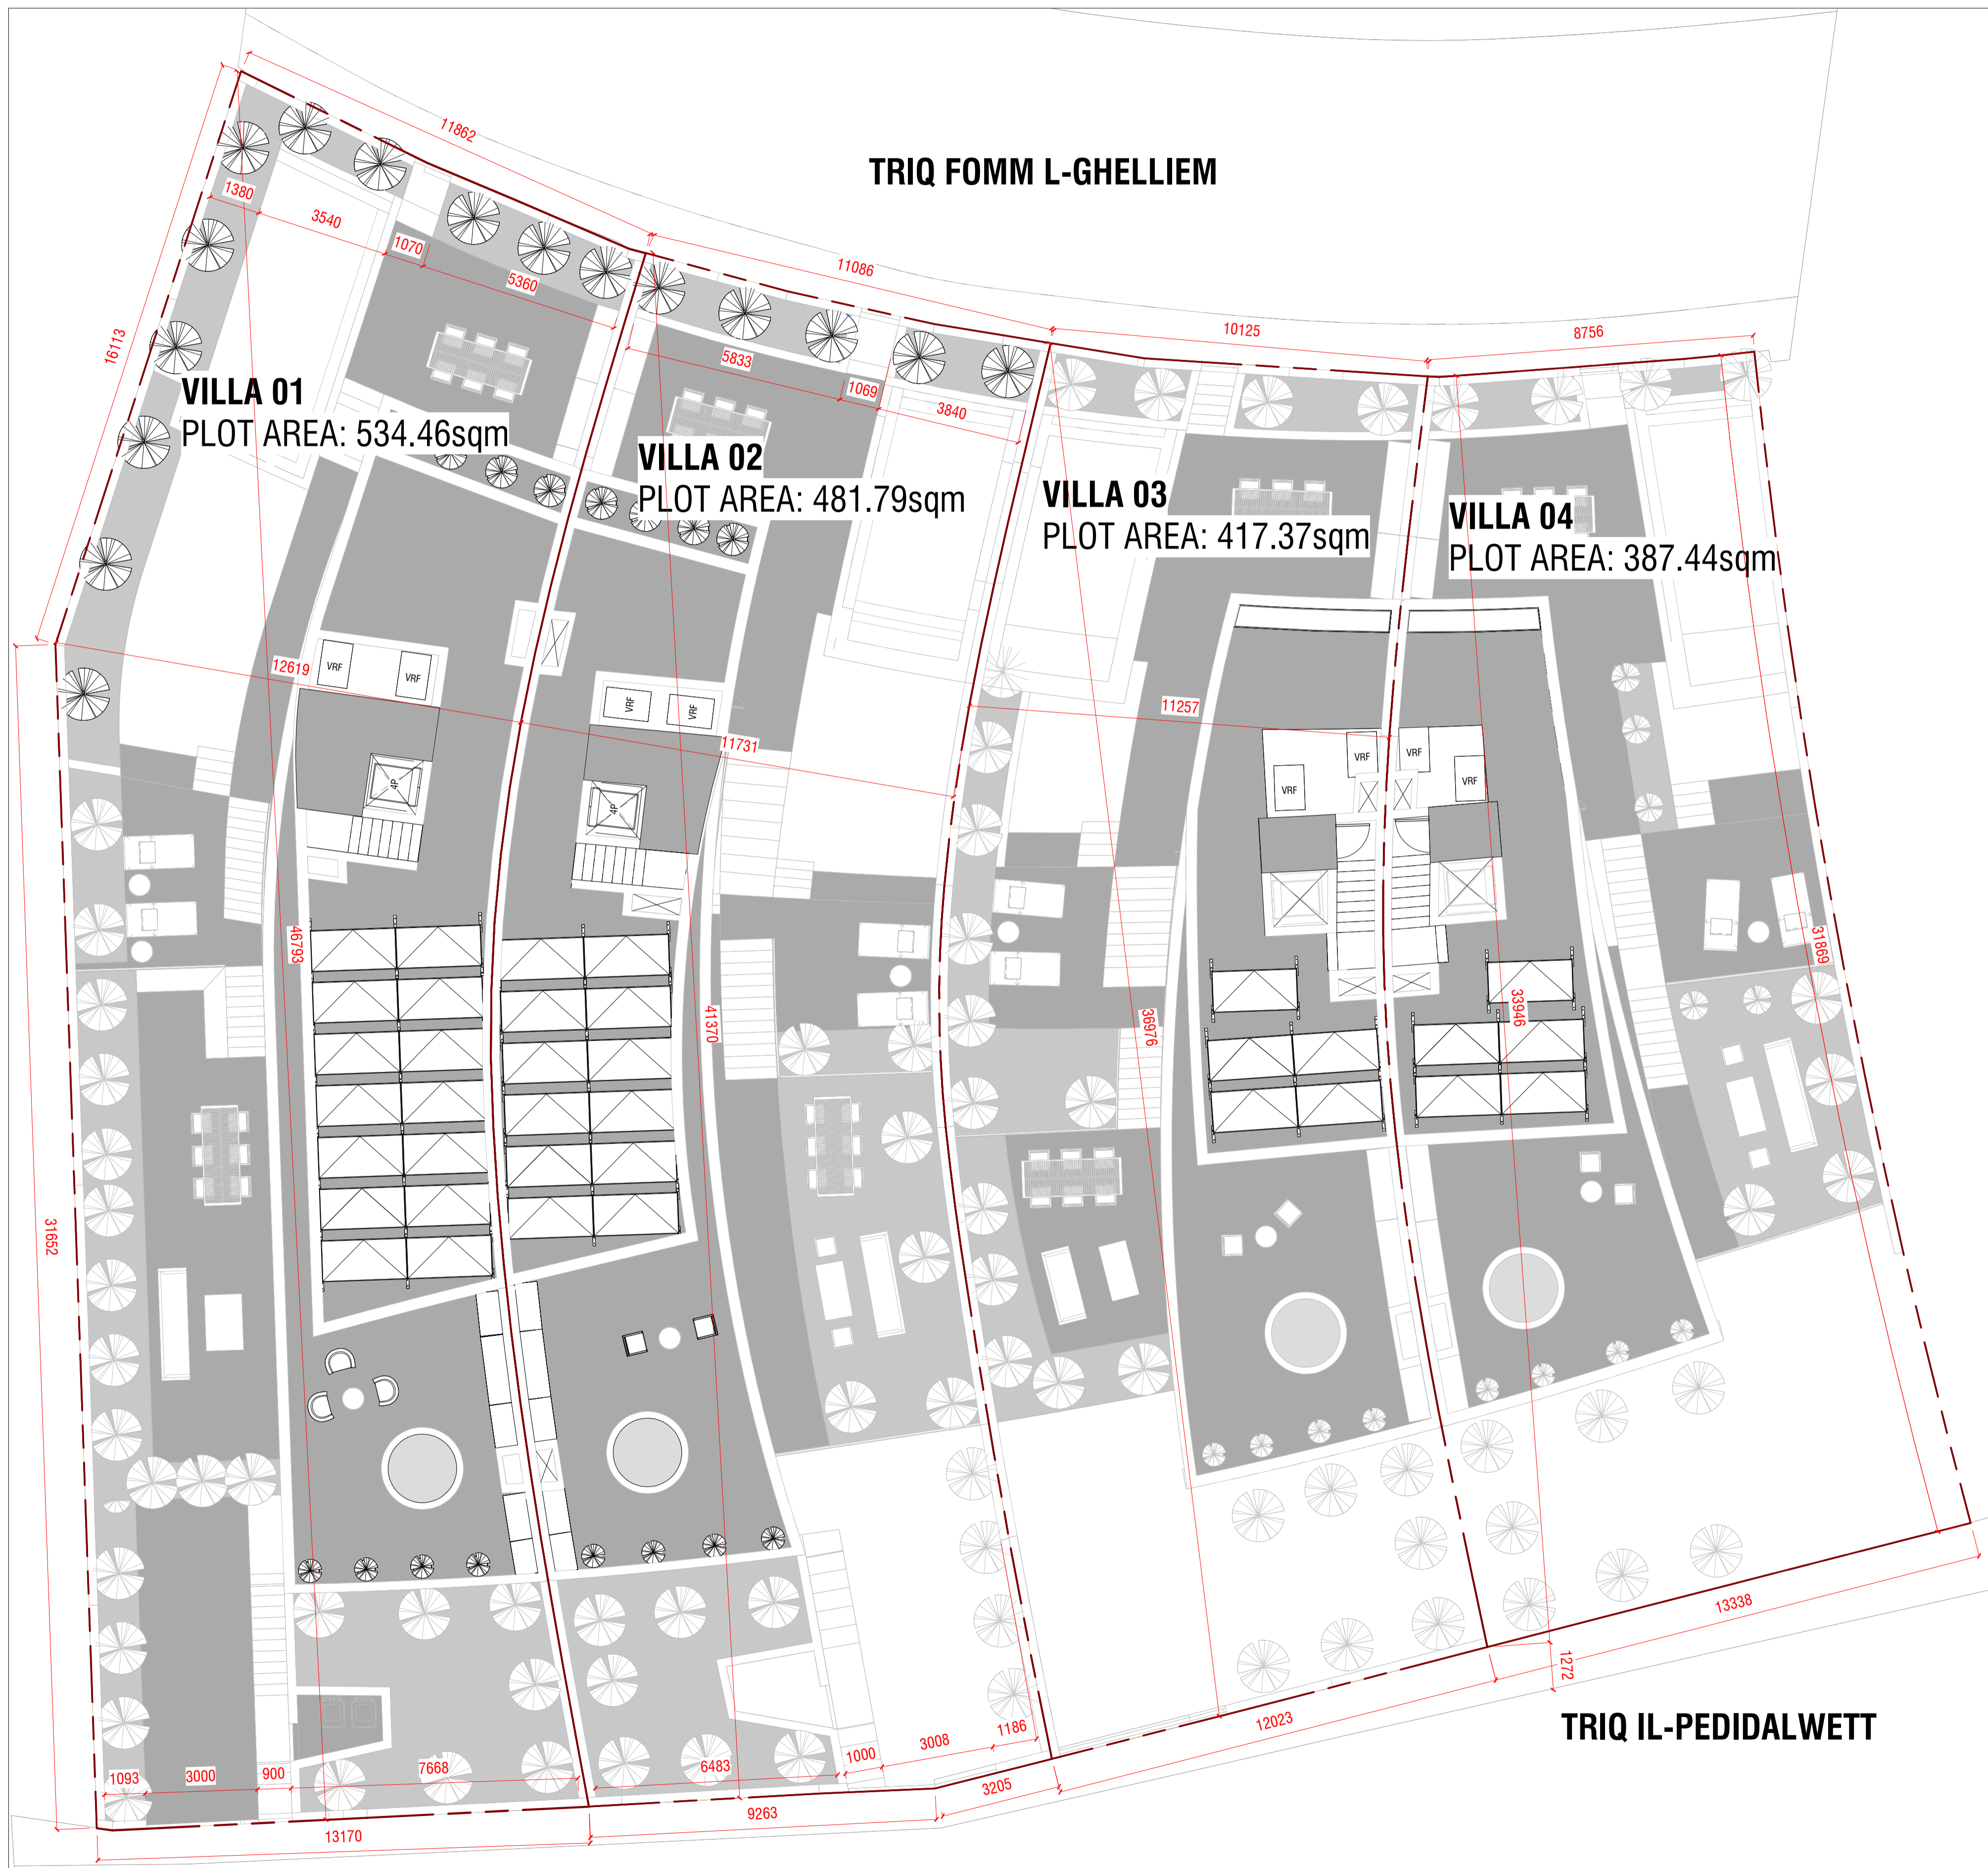 TRIQ FOMM L-GHELLIEM
11862
11086
10125
8756
1380
3540
1070
5360
16113
5833
1069
3840
VILLA 01
PLOT AREA: 534.46sqm
VILLA 02
PLOT AREA: 481.79sqm
VILLA 03
PLOT AREA: 417.37sqm
VILLA 04
PLOT AREA: 387.44sqm
12619
VRF
VRF
VRF
VRF
11731
11257
VRF
VRF
VRF
VRF
4P
4P
46793
41370
36976
33946
31869
31652
13338
1272
12023
TRIQ IL-PEDIDALWETT
1093
3000
900
7668
6483
1000
3008
1186
3205
9263
13170